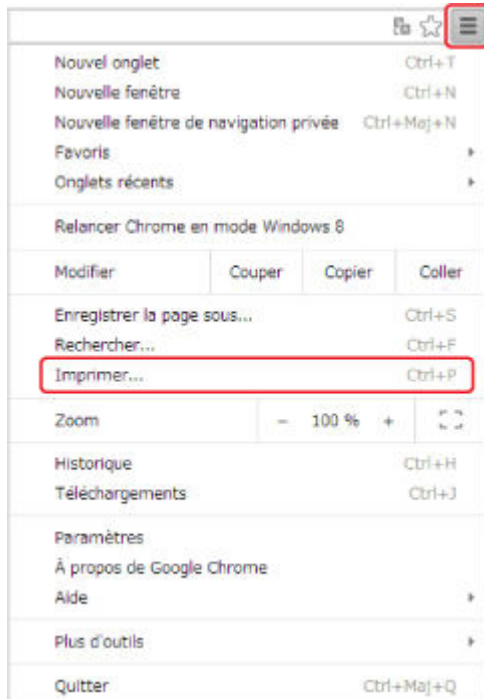 Nouvel onglet Ctrl+T
Nouvelle fenêtre Ctrl+N
Nouvelle fenêtre de navigation privée Ctrl+Maj+N
Favoris
Onglets récents
Relancer Chrome en mode Windows 8
Modifier Couper Copier Coller
Enregistrer la page sous... Ctrl+S
Rechercher... Ctrl+F
Imprimer... Ctrl+P
Zoom - 100 % +
Historique Ctrl+H
Téléchargements Ctrl+J
Paramètres
À propos de Google Chrome
Aide
Plus d'outils
Quitter Ctrl+Maj+Q